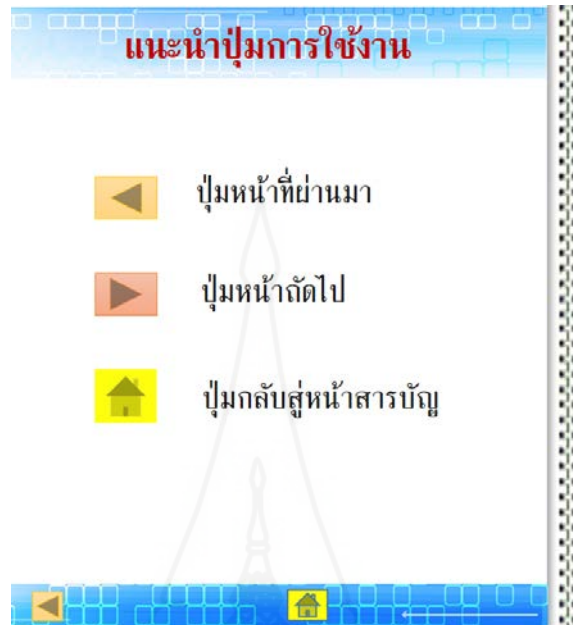 แนะนำปุ่มการใช้งาน
ปุ่มหน้าที่ผ่านมา
ปุ่มหน้าถัดไป
ปุ่มกลับสู่หน้าสารบัญ